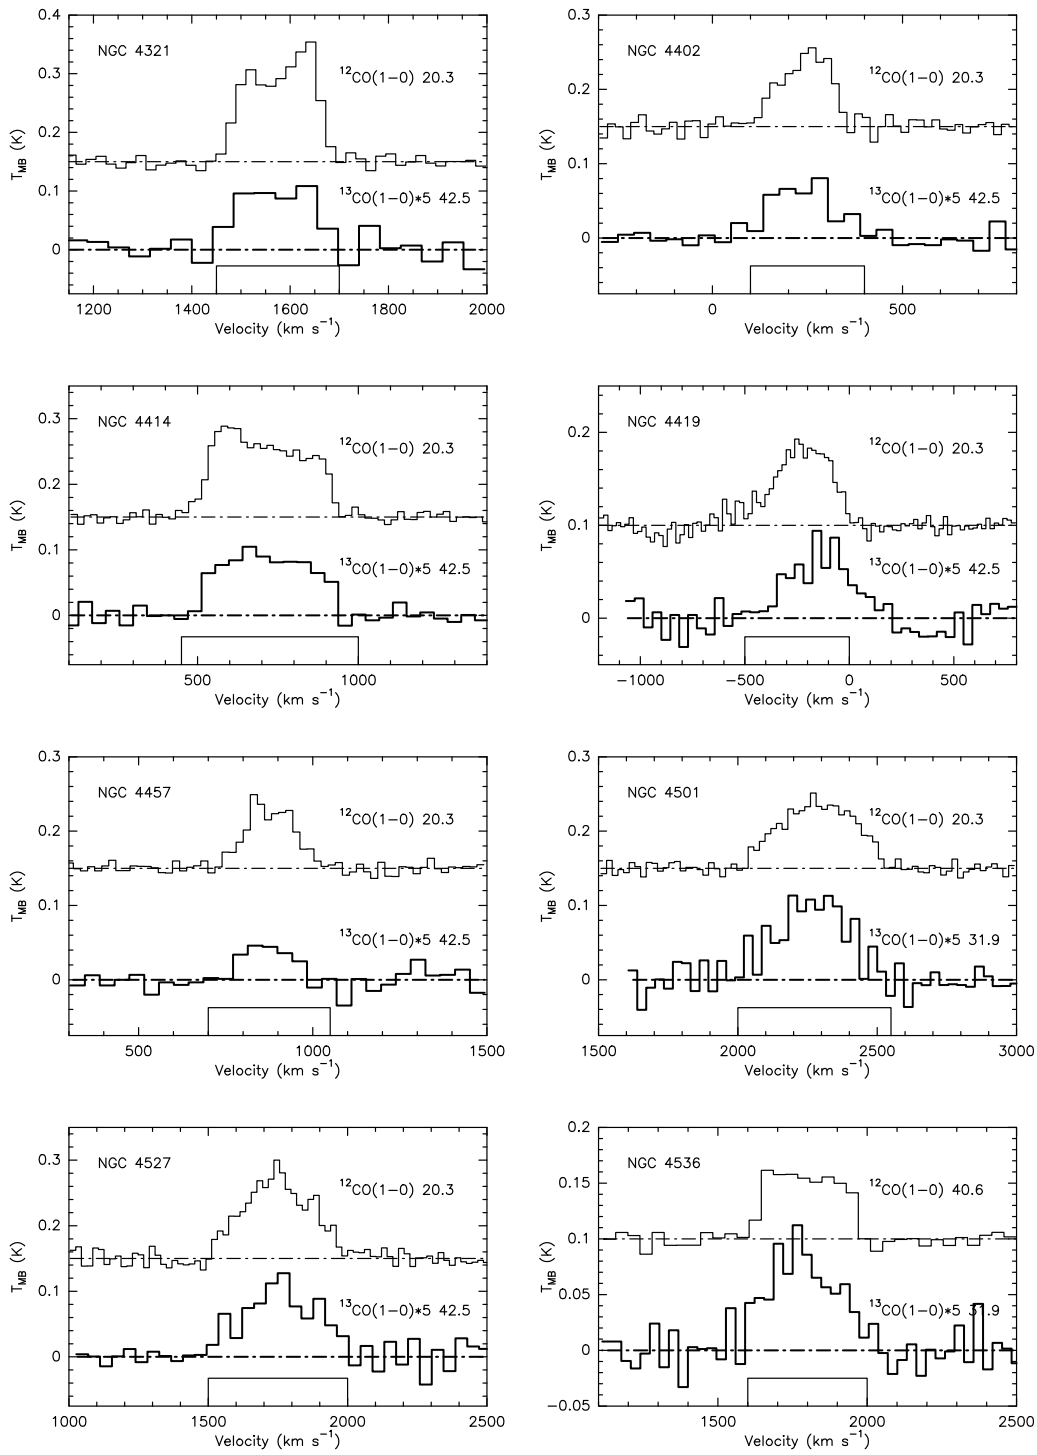 0.4
0.3
0.2
0.1
0
T_MB (K)
NGC 4321
¹²CO(1−0) 20.3
¹³CO(1−0)*5 42.5
1200 1400 1600 1800 2000
Velocity (km s⁻¹)
0.3
0.2
0.1
0
T_MB (K)
NGC 4402
¹²CO(1−0) 20.3
¹³CO(1−0)*5 42.5
0 500
Velocity (km s⁻¹)
0.3
0.2
0.1
0
T_MB (K)
NGC 4414
¹²CO(1−0) 20.3
¹³CO(1−0)*5 42.5
500 1000
Velocity (km s⁻¹)
0.2
0.1
0
T_MB (K)
NGC 4419
¹²CO(1−0) 20.3
¹³CO(1−0)*5 42.5
−1000 −500 0 500
Velocity (km s⁻¹)
0.3
0.2
0.1
0
T_MB (K)
NGC 4457
¹²CO(1−0) 20.3
¹³CO(1−0)*5 42.5
500 1000 1500
Velocity (km s⁻¹)
0.3
0.2
0.1
0
T_MB (K)
NGC 4501
¹²CO(1−0) 20.3
¹³CO(1−0)*5 31.9
1500 2000 2500 3000
Velocity (km s⁻¹)
0.3
0.2
0.1
0
T_MB (K)
NGC 4527
¹²CO(1−0) 20.3
¹³CO(1−0)*5 42.5
1000 1500 2000 2500
Velocity (km s⁻¹)
0.2
0.15
0.1
0.05
0
−0.05
T_MB (K)
NGC 4536
¹²CO(1−0) 40.6
¹³CO(1−0)*5 31.9
1500 2000 2500
Velocity (km s⁻¹)